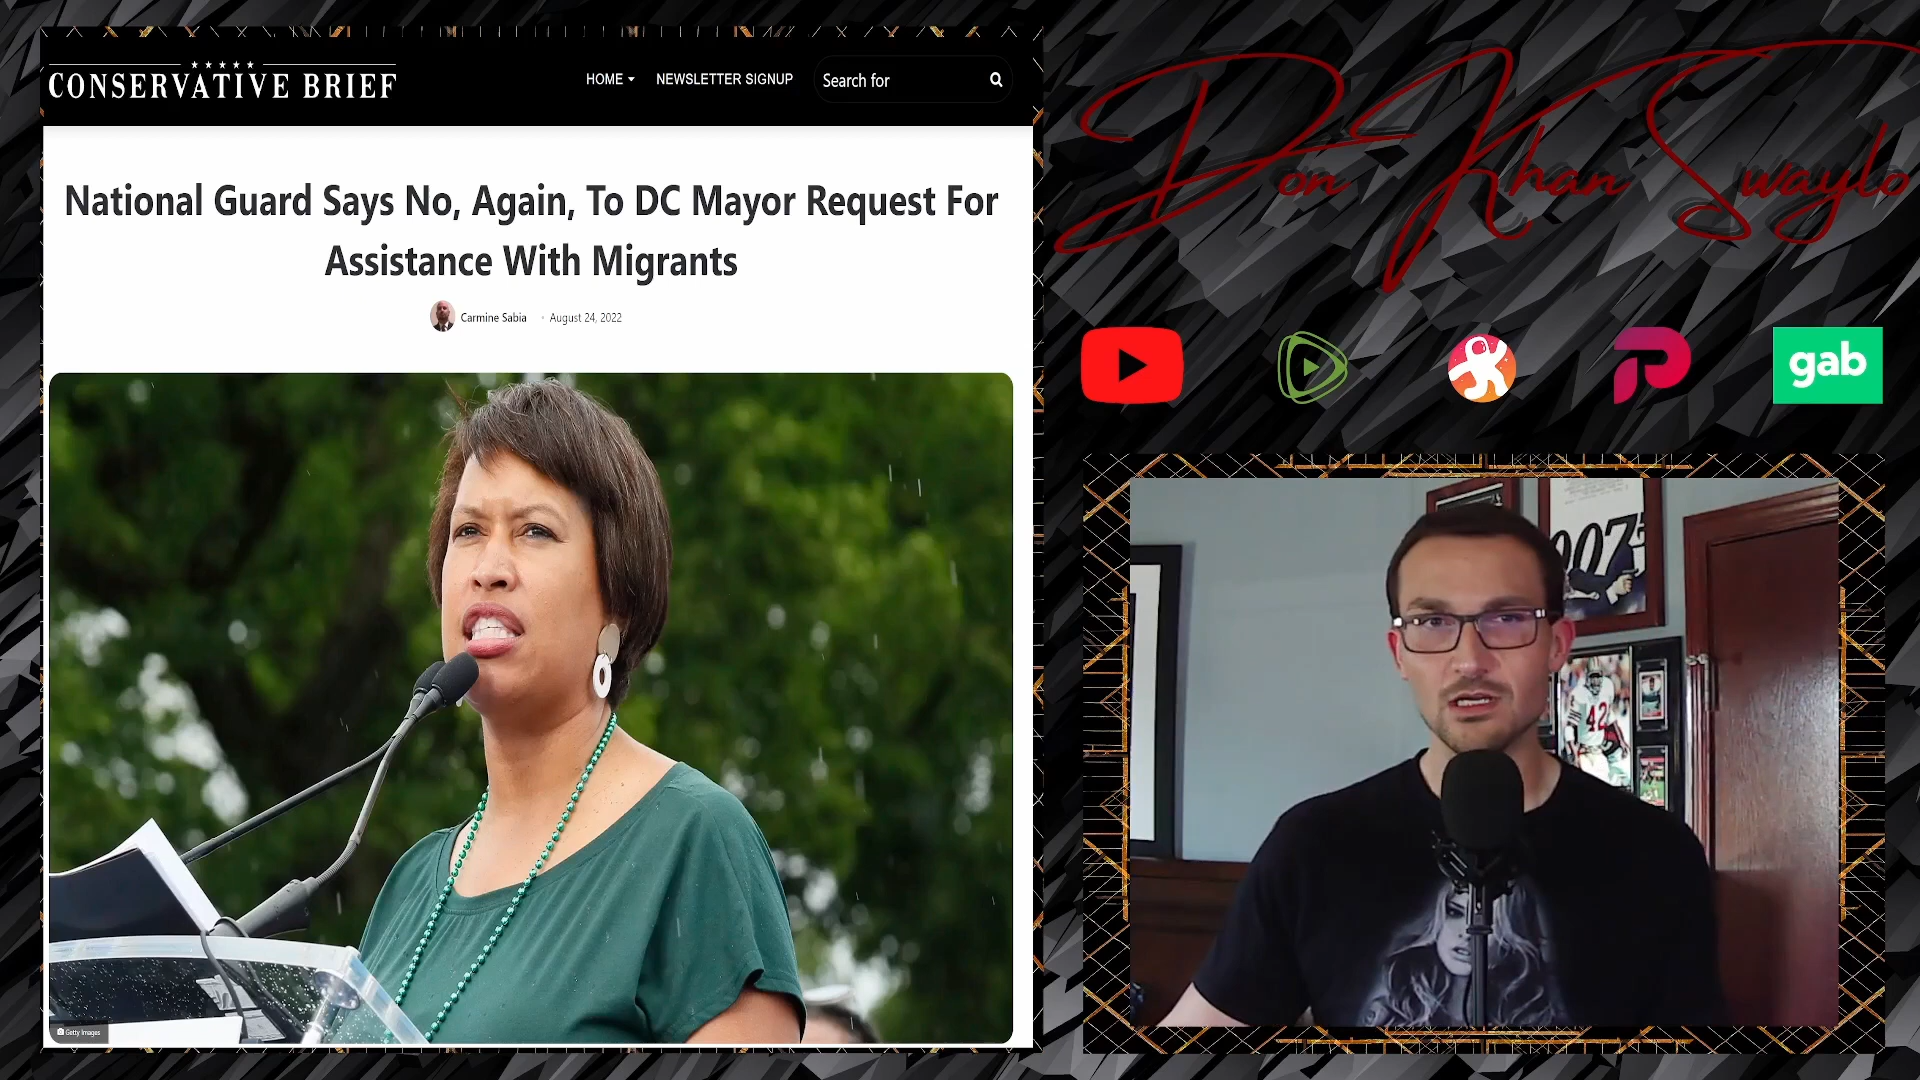 CONSERVATIVE BRIEF
HOME
NEWSLETTER SIGNUP
Search for
National Guard Says No, Again, To DC Mayor Request For
Assistance With Migrants
Carmine Sabia
August 24, 2022
Getty Images
Don Khan Swaylo
gab
007
42